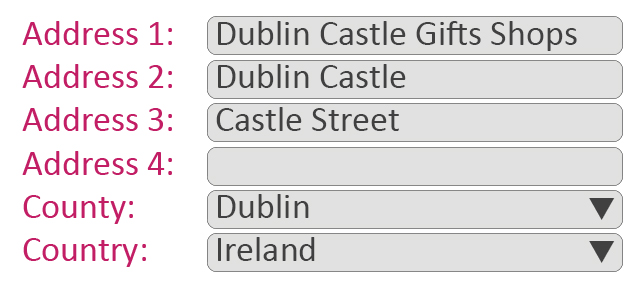 Address 1: Dublin Castle Gifts Shops
Address 2: Dublin Castle
Address 3: Castle Street
Address 4:
County: Dublin
Country: Ireland